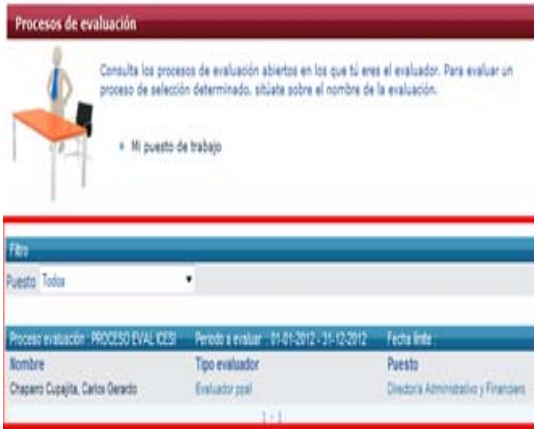 Procesos de evaluación
Consulta los procesos de evaluación abiertos en los que tú eres el evaluador. Para evaluar un
proceso de selección determinado, sitúate sobre el nombre de la evaluación.
Mi puesto de trabajo
Filtro
Puesto Todos
Proceso evaluación : PROCESO EVAL ICESI Periodo a evaluar : 01-01-2012 - 31-12-2012 Fecha límite :
Nombre Tipo evaluador Puesto
Chaparro Cupajita, Carlos Gerardo Evaluador ppal Director/a Administrativo y Financiero
1 - 1